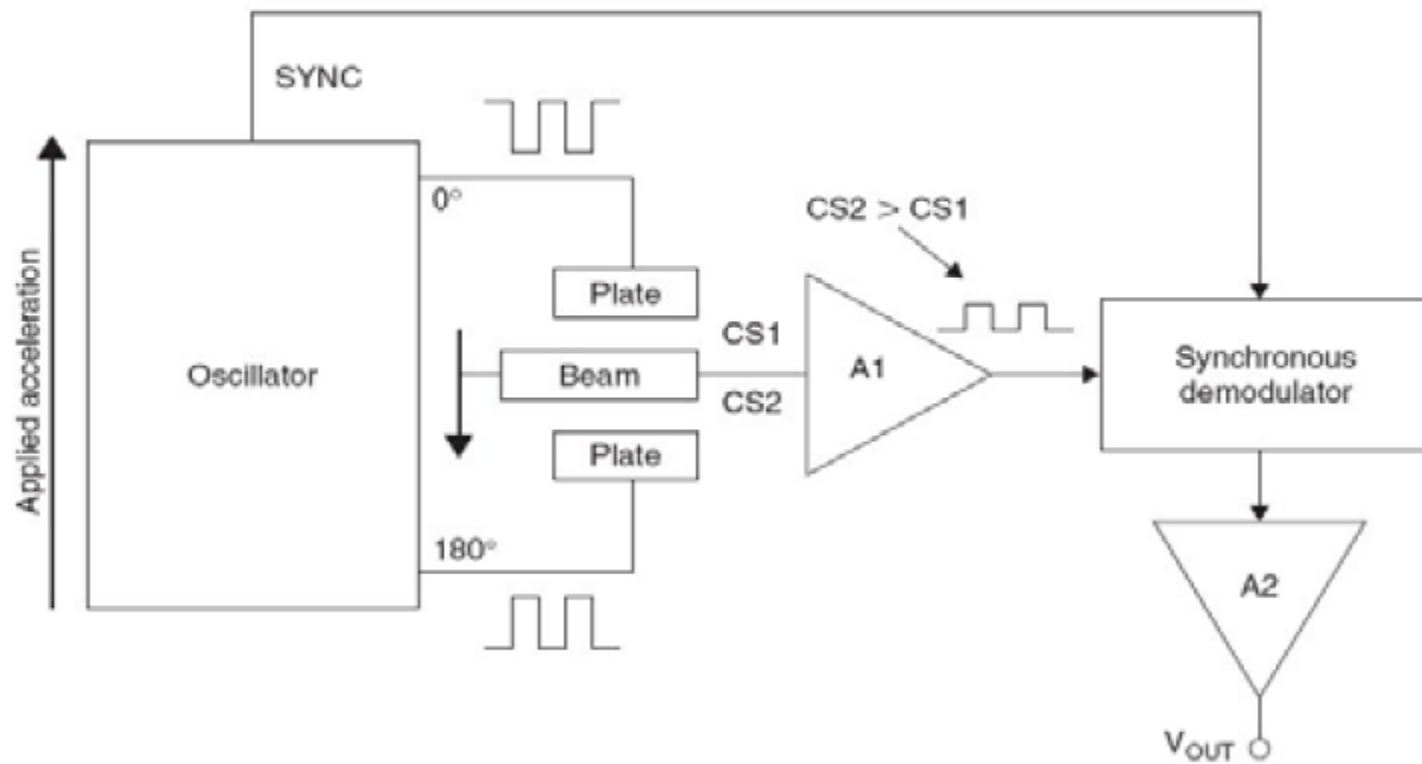 SYNC
0°
CS2 > CS1
Plate
Applied acceleration
CS1
Oscillator
Beam
A1
Synchronous
demodulator
CS2
Plate
180°
A2
VOUT